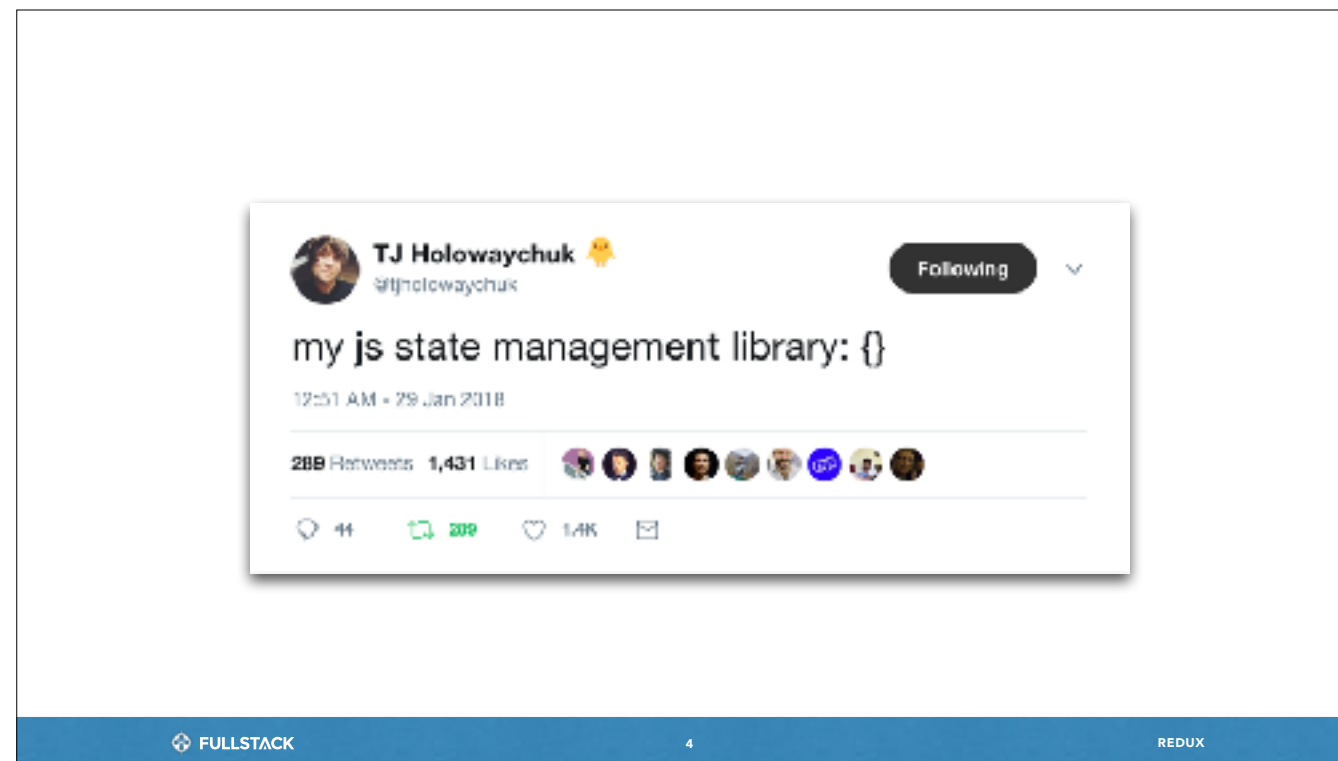 TJ Holowaychuk 🐥
@tjholowaychuk
Following
my js state management library: {}
12:51 AM - 29 Jan 2018
289 Retweets 1,431 Likes
44 289 1.4K
FULLSTACK
4
REDUX